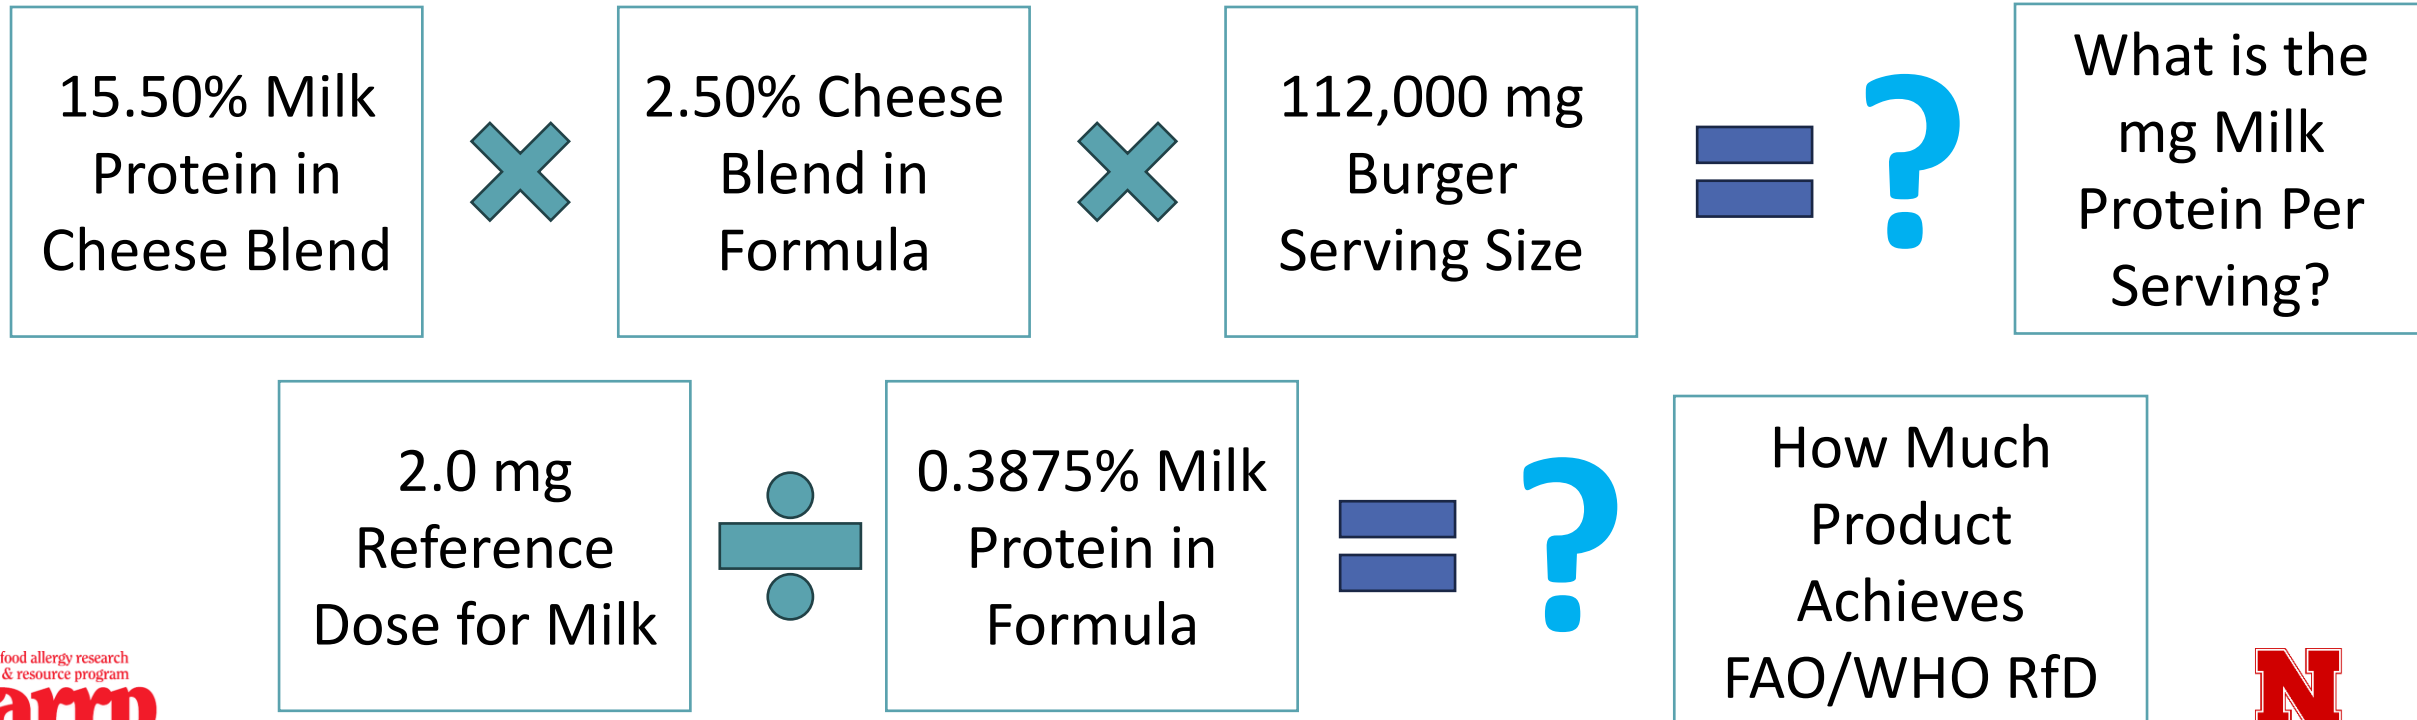 15.50% Milk
Protein in
Cheese Blend
2.50% Cheese
Blend in
Formula
112,000 mg
Burger
Serving Size
?
What is the
mg Milk
Protein Per
Serving?
2.0 mg
Reference
Dose for Milk
0.3875% Milk
Protein in
Formula
?
How Much
Product
Achieves
FAO/WHO RfD
food allergy research
& resource program
arrp
N